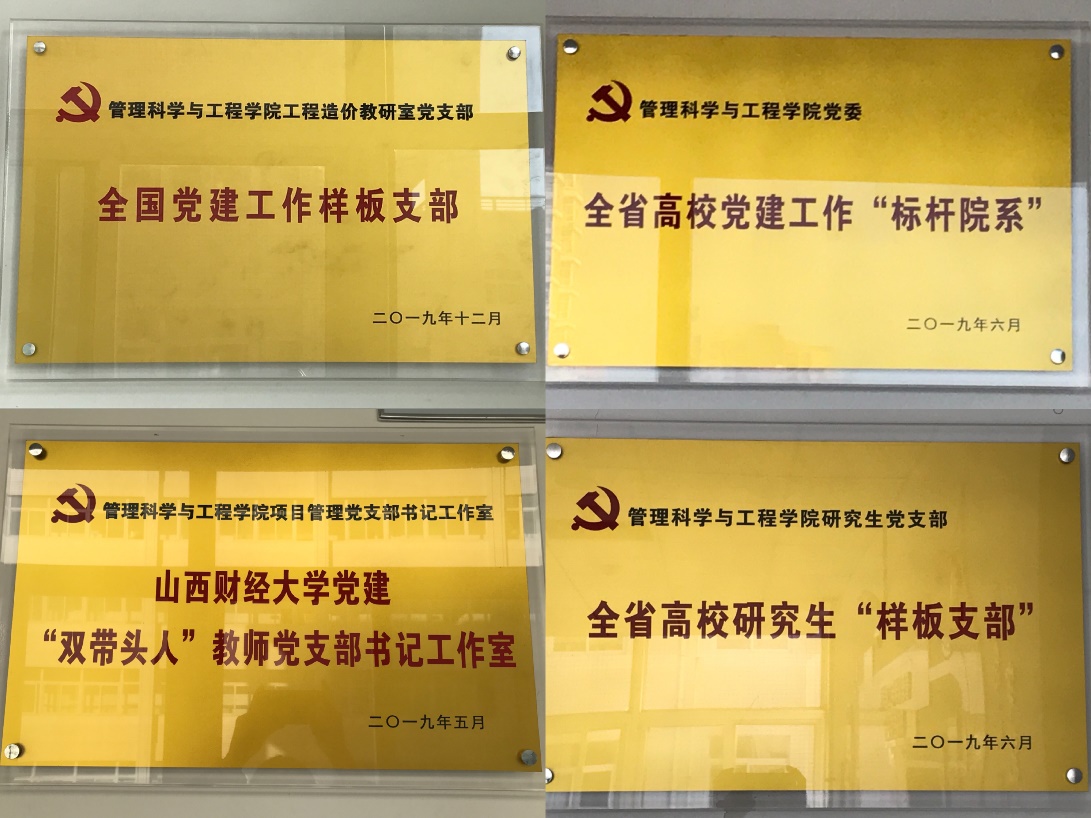 管理科学与工程学院工程造价教研室党支部
全国党建工作样板支部
二〇一九年十二月
管理科学与工程学院党委
全省高校党建工作“标杆院系”
二〇一九年六月
管理科学与工程学院项目管理党支部书记工作室
山西财经大学党建
“双带头人”教师党支部书记工作室
二〇一九年五月
管理科学与工程学院研究生党支部
全省高校研究生“样板支部”
二〇一九年六月